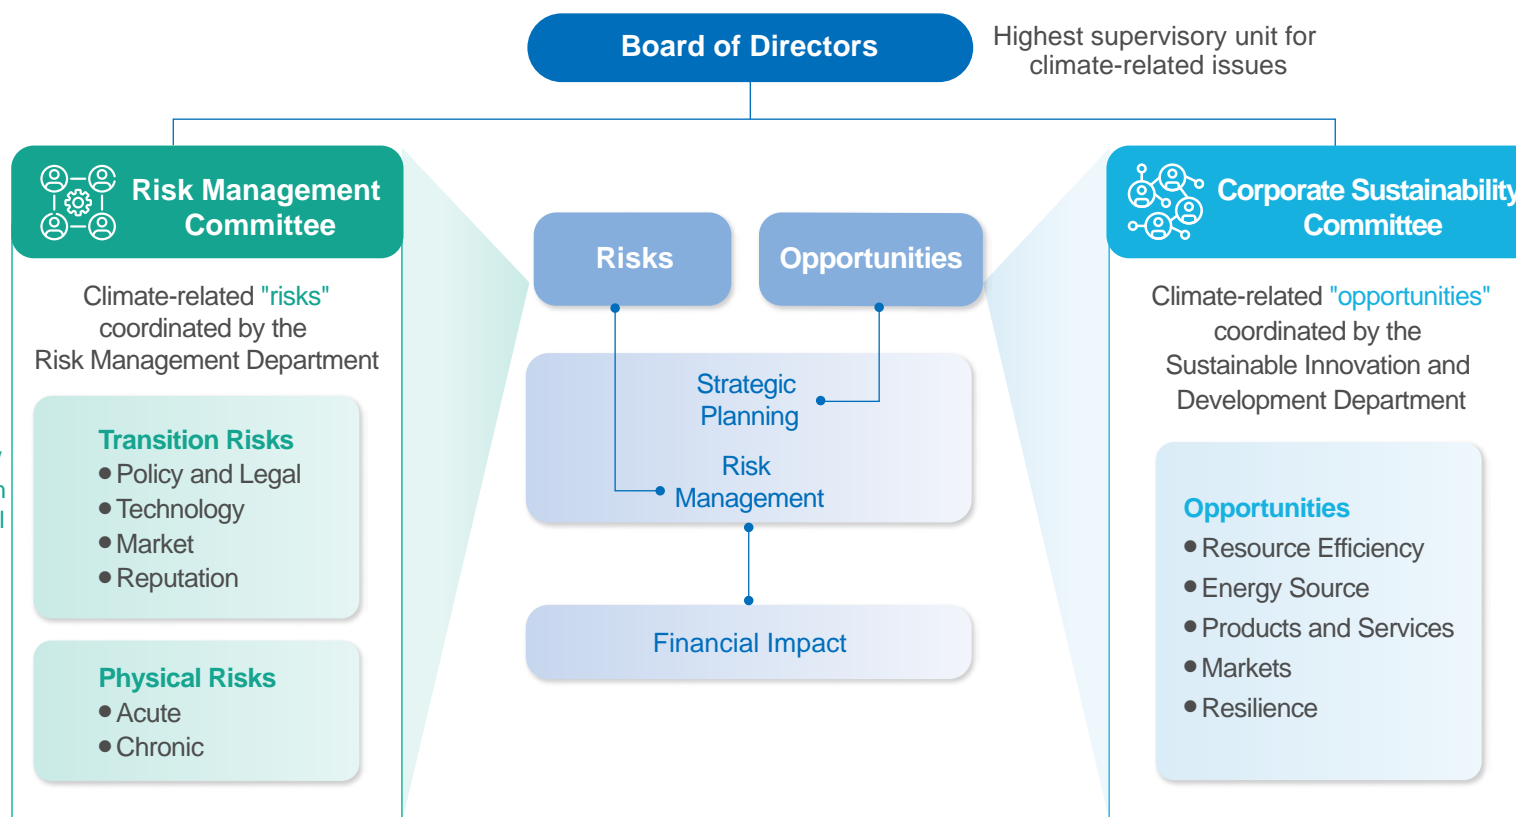 Board of Directors
Highest supervisory unit for
climate-related issues
Risk Management
Committee
Climate-related "risks"
coordinated by the
Risk Management Department
Transition Risks
• Policy and Legal
• Technology
• Market
• Reputation
Physical Risks
• Acute
• Chronic
Risks
Opportunities
Strategic
Planning
Risk
Management
Financial Impact
Corporate Sustainability
Committee
Climate-related "opportunities"
coordinated by the
Sustainable Innovation and
Development Department
Opportunities
• Resource Efficiency
• Energy Source
• Products and Services
• Markets
• Resilience